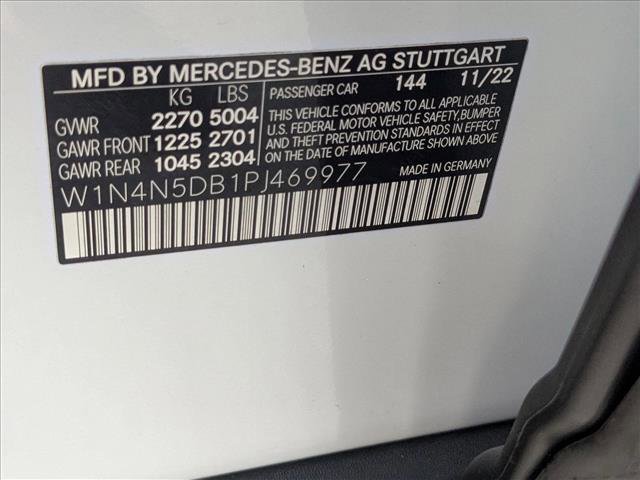 MFD BY MERCEDES-BENZ AG STUTTGART
KG LBS
GVWR 2270 5004
GAWR FRONT 1225 2701
GAWR REAR 1045 2304
PASSENGER CAR 144 11/22
THIS VEHICLE CONFORMS TO ALL APPLICABLE
U.S. FEDERAL MOTOR VEHICLE SAFETY, BUMPER
AND THEFT PREVENTION STANDARDS IN EFFECT
ON THE DATE OF MANUFACTURE SHOWN ABOVE
W1N4N5DB1PJ469977
MADE IN GERMANY